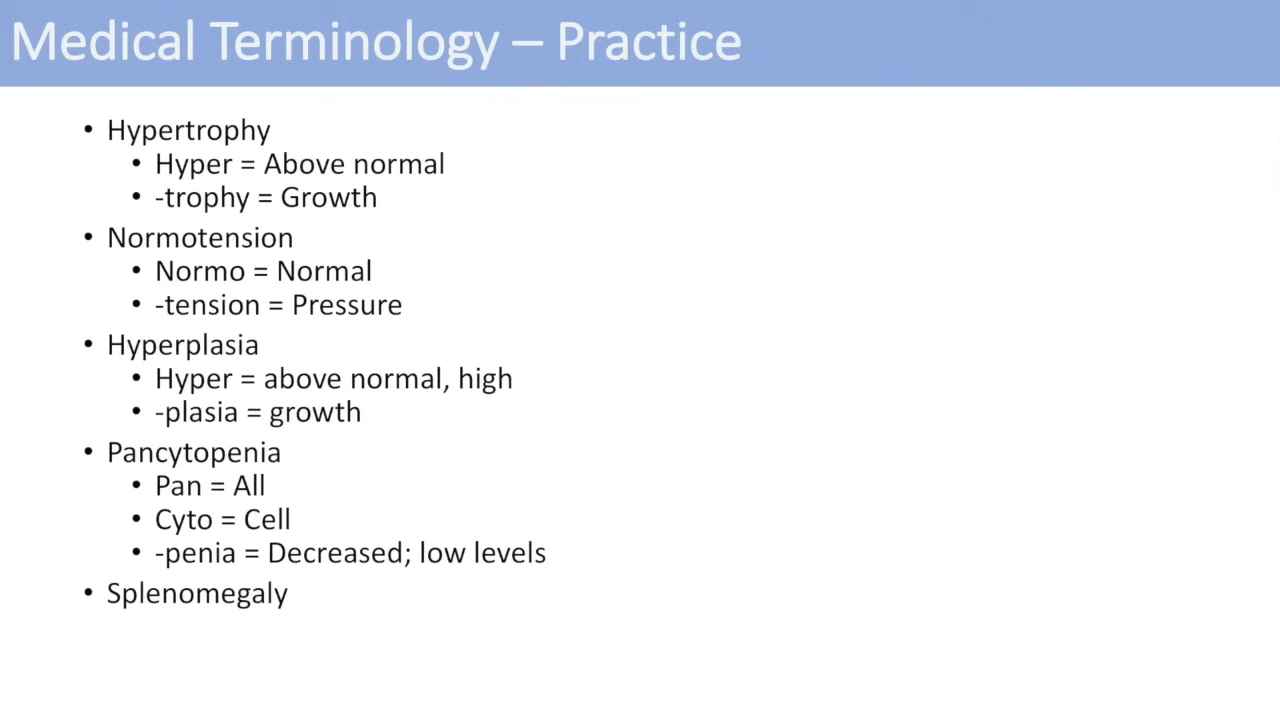 Medical Terminology – Practice
• Hypertrophy
• Hyper = Above normal
• -trophy = Growth
• Normotension
• Normo = Normal
• -tension = Pressure
• Hyperplasia
• Hyper = above normal, high
• -plasia = growth
• Pancytopenia
• Pan = All
• Cyto = Cell
• -penia = Decreased; low levels
• Splenomegaly